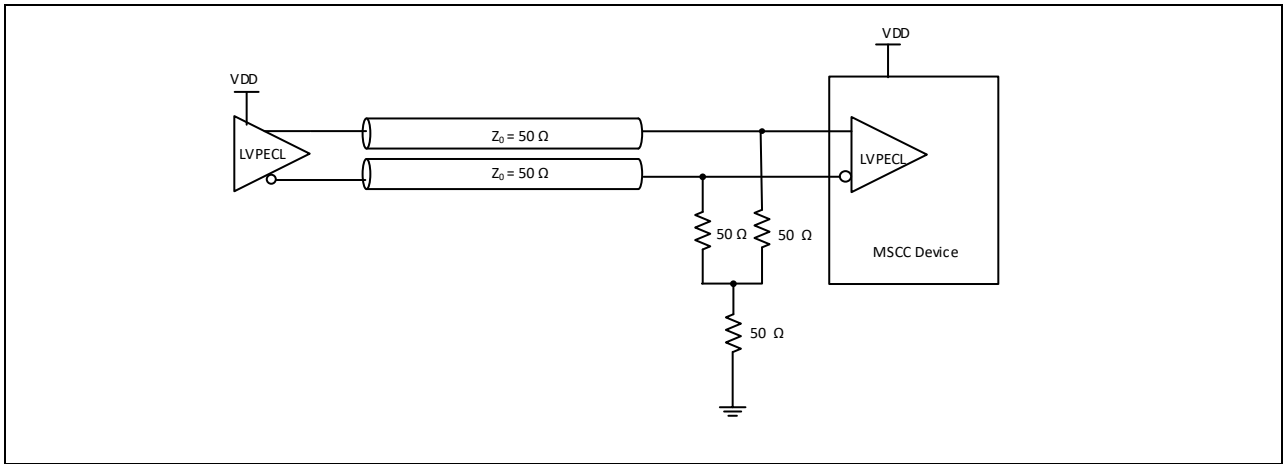 VDD
VDD
Z₀ = 50 Ω
LVPECL
LVPECL
Z₀ = 50 Ω
50 Ω
50 Ω
MSCC Device
50 Ω